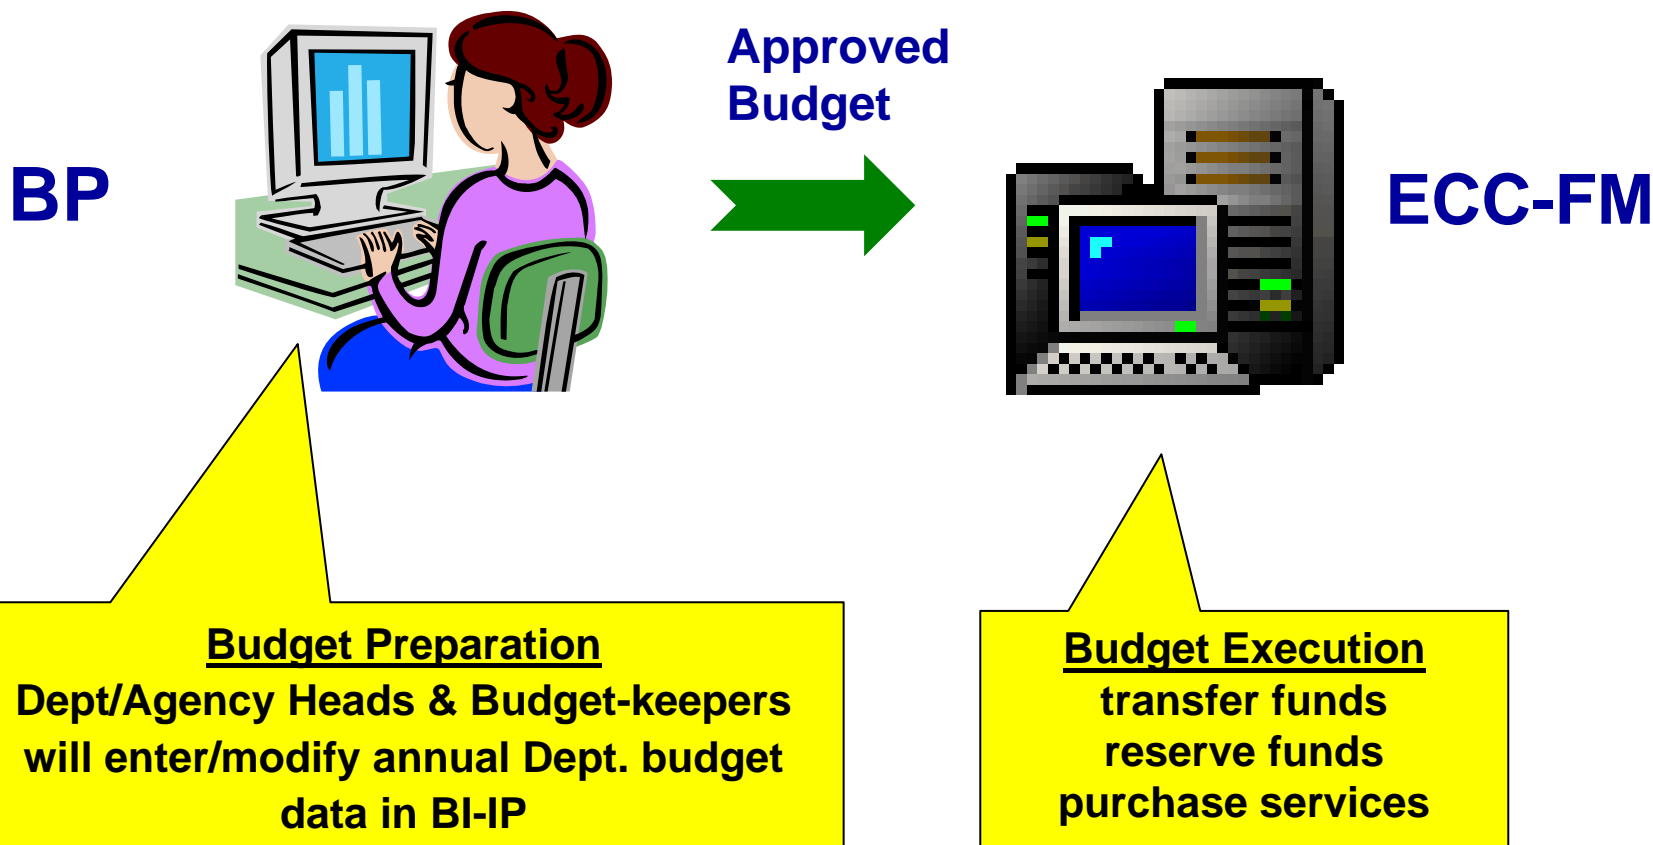 Approved
Budget
BP
ECC-FM
Budget Preparation
Dept/Agency Heads & Budget-keepers
will enter/modify annual Dept. budget
data in BI-IP
Budget Execution
transfer funds
reserve funds
purchase services